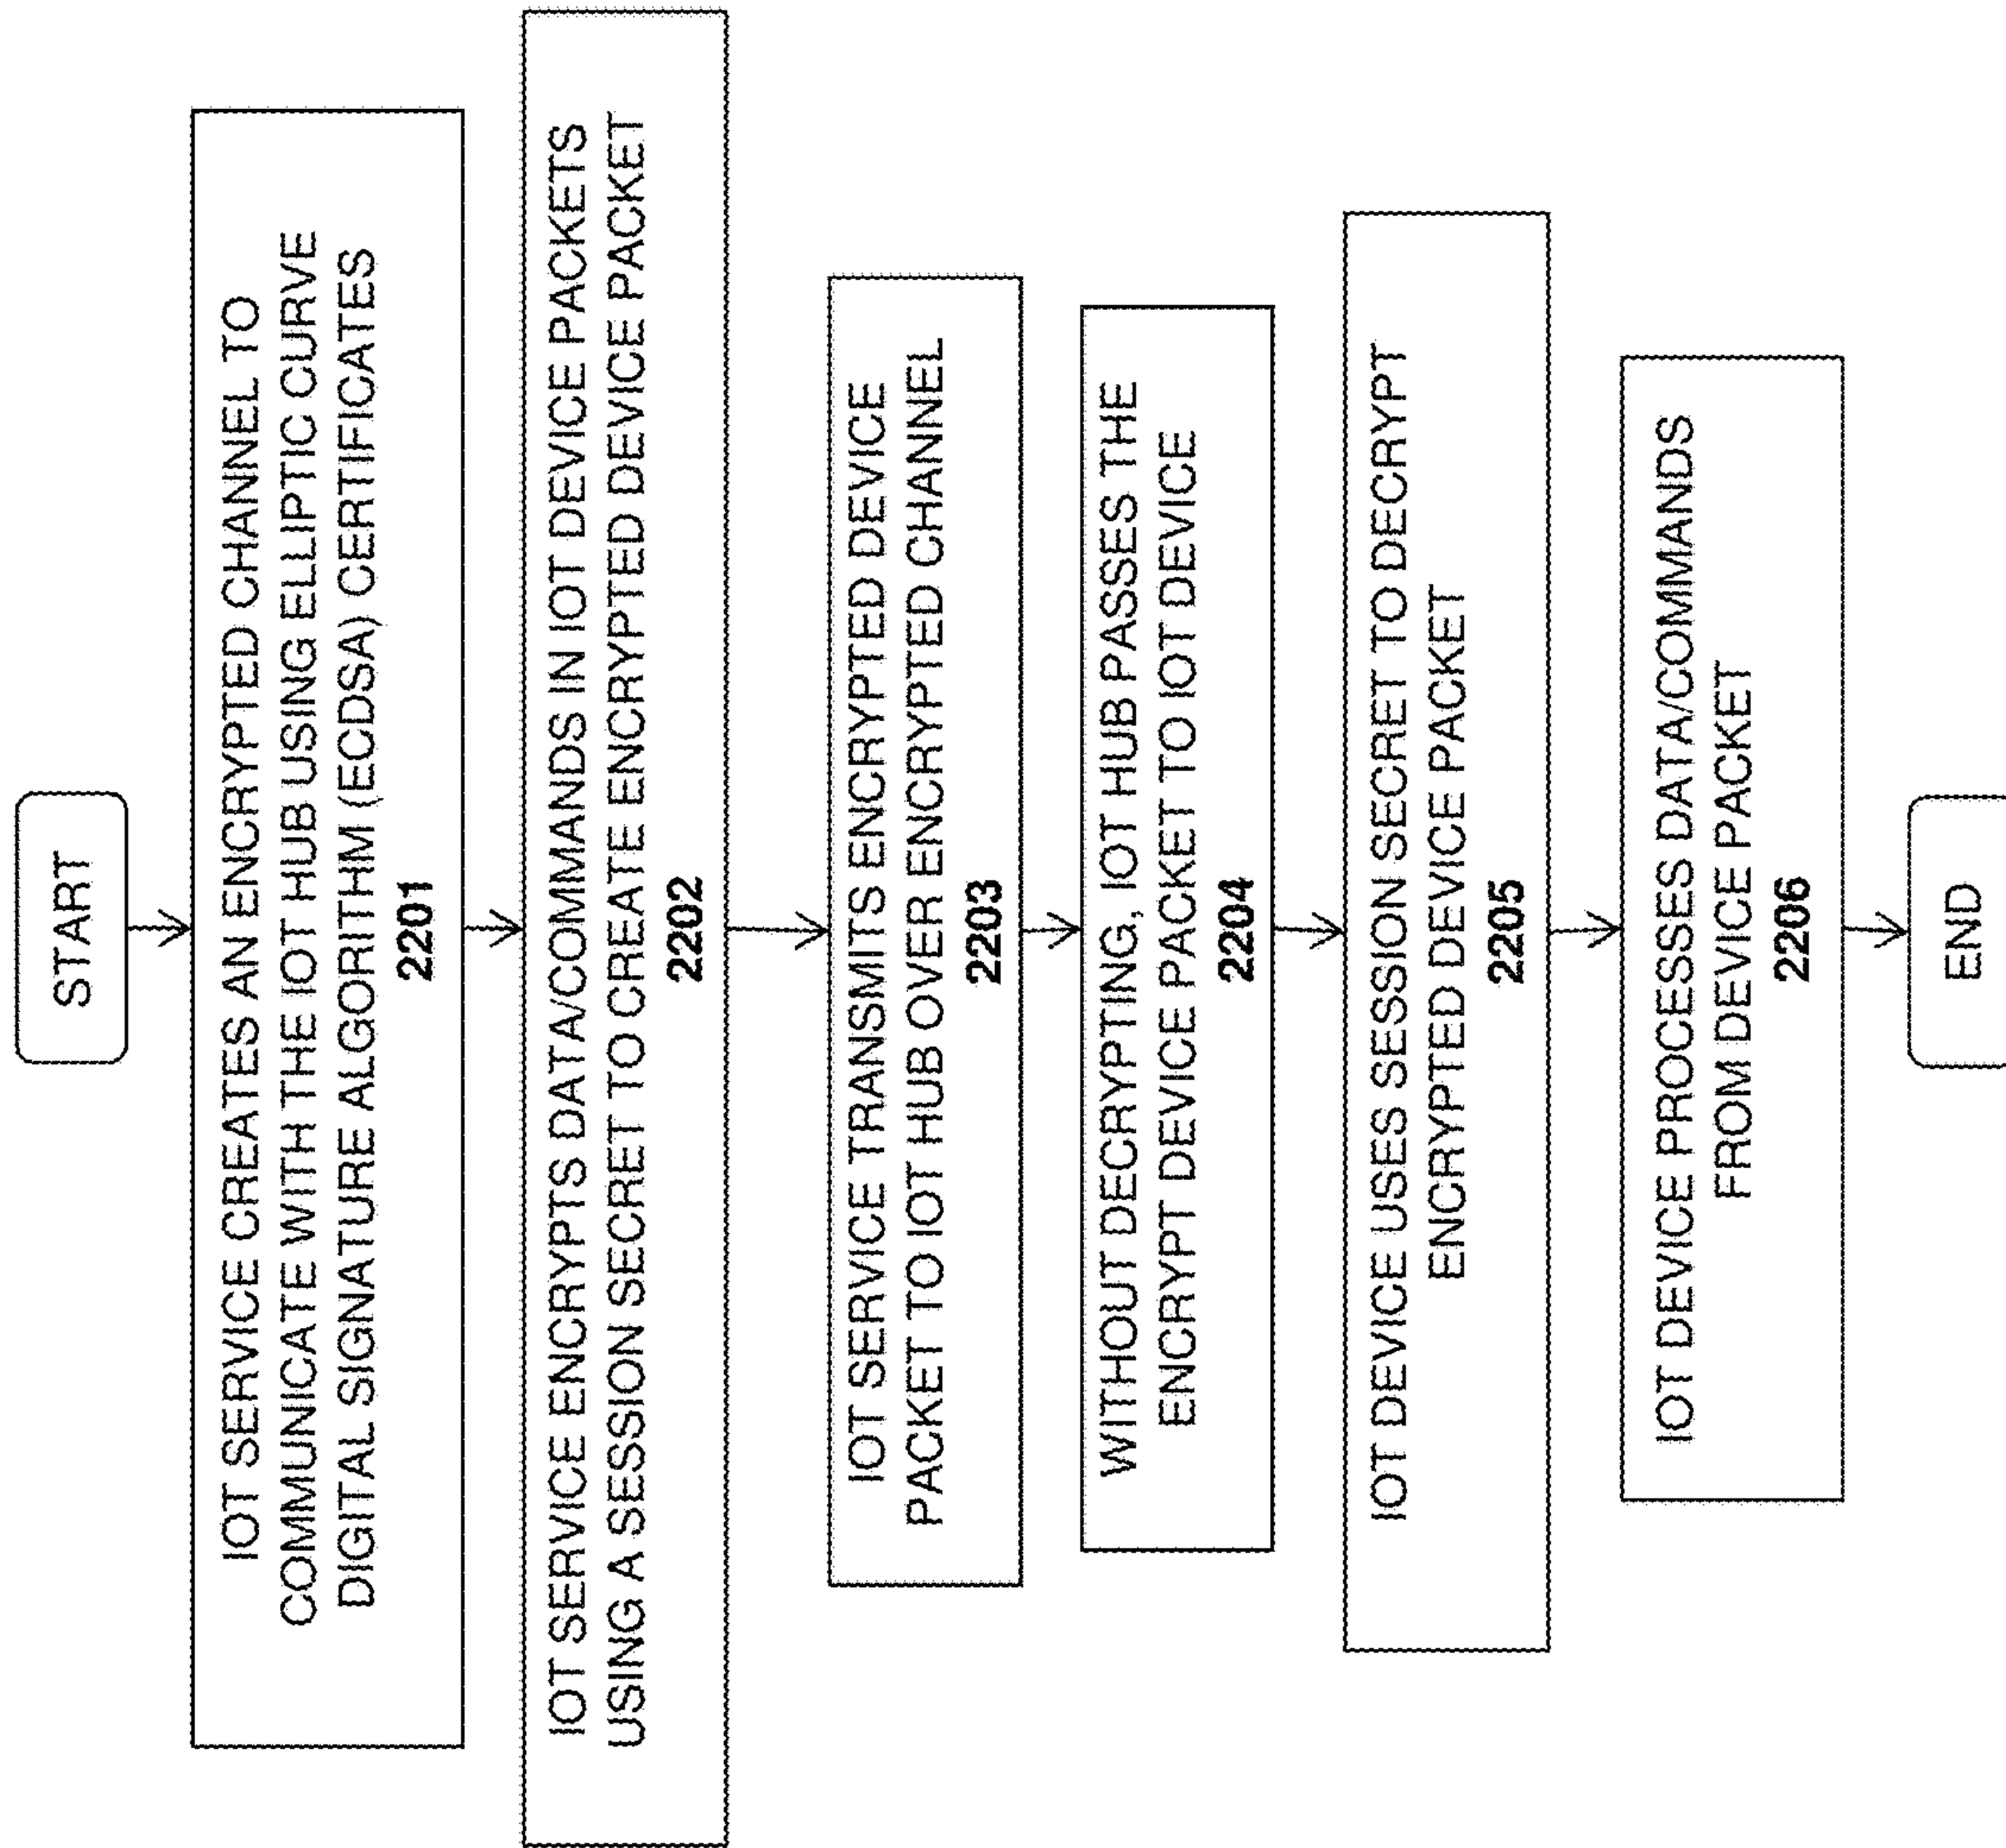 START
IOT SERVICE CREATES AN ENCRYPTED CHANNEL TO
COMMUNICATE WITH THE IOT HUB USING ELLIPTIC CURVE
DIGITAL SIGNATURE ALGORITHM (ECDSA) CERTIFICATES
2201
IOT SERVICE ENCRYPTS DATA/COMMANDS IN IOT DEVICE PACKETS
USING A SESSION SECRET TO CREATE ENCRYPTED DEVICE PACKET
2202
IOT SERVICE TRANSMITS ENCRYPTED DEVICE
PACKET TO IOT HUB OVER ENCRYPTED CHANNEL
2203
WITHOUT DECRYPTING, IOT HUB PASSES THE
ENCRYPT DEVICE PACKET TO IOT DEVICE
2204
IOT DEVICE USES SESSION SECRET TO DECRYPT
ENCRYPTED DEVICE PACKET
2205
IOT DEVICE PROCESSES DATA/COMMANDS
FROM DEVICE PACKET
2206
END